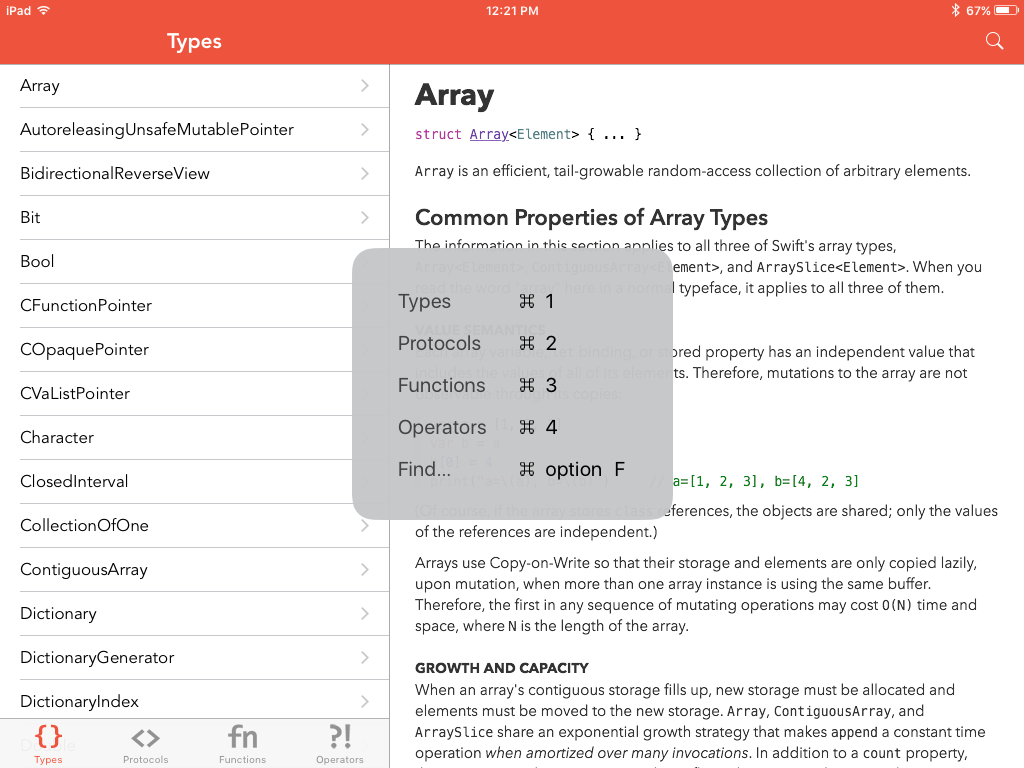 iPad
12:21 PM
67%
Types
Array
AutoreleasingUnsafeMutablePointer
BidirectionalReverseView
Bit
Bool
CFunctionPointer
COpaquePointer
CVaListPointer
Character
ClosedInterval
CollectionOfOne
ContiguousArray
Dictionary
DictionaryGenerator
DictionaryIndex
{} Types
<> Protocols
fn Functions
?! Operators
Array
struct Array<Element> { ... }
Array is an efficient, tail-growable random-access collection of arbitrary elements.
Common Properties of Array Types
The information in this section applies to all three of Swift's array types,
Array<Element>, ContiguousArray<Element>, and ArraySlice<Element>. When you
read the word "array" here in a normal typeface, it applies to all three of them.
VALUE SEMANTICS
Each array variable, let binding, or stored property has an independent value that
includes the values of all of its elements. Therefore, mutations to the array are not
observable through its copies:
// a=[1, 2, 3], b=[4, 2, 3]
(Of course, if the array stores class references, the objects are shared; only the values
of the references are independent.)
Arrays use Copy-on-Write so that their storage and elements are only copied lazily,
upon mutation, when more than one array instance is using the same buffer.
Therefore, the first in any sequence of mutating operations may cost O(N) time and
space, where N is the length of the array.
GROWTH AND CAPACITY
When an array's contiguous storage fills up, new storage must be allocated and
elements must be moved to the new storage. Array, ContiguousArray, and
ArraySlice share an exponential growth strategy that makes append a constant time
operation when amortized over many invocations. In addition to a count property,
Types ⌘ 1
Protocols ⌘ 2
Functions ⌘ 3
Operators ⌘ 4
Find... ⌘ option F